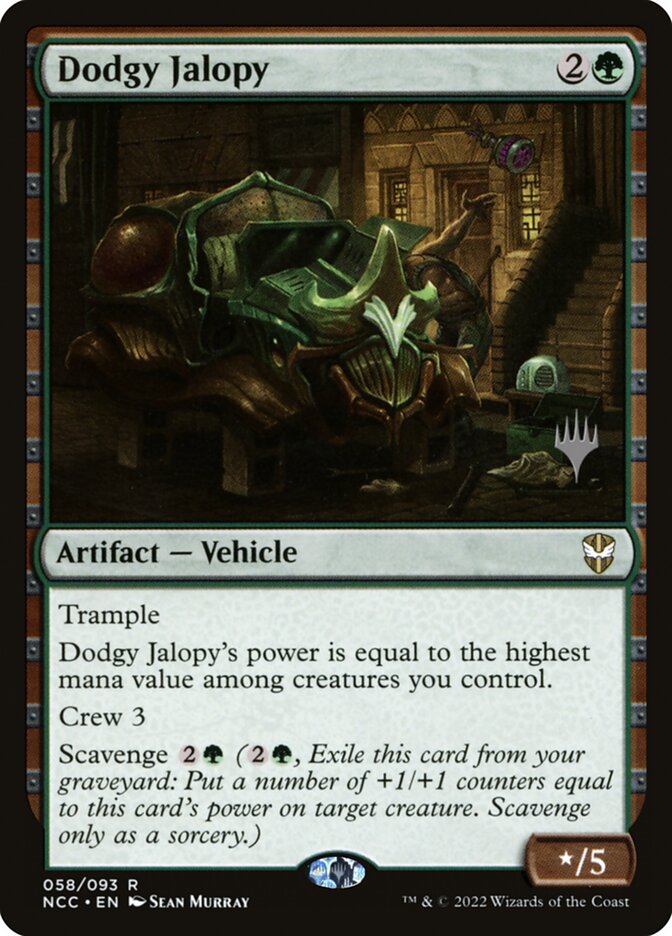 Dodgy Jalopy 2
Artifact — Vehicle
Trample
Dodgy Jalopy's power is equal to the highest
mana value among creatures you control.
Crew 3
Scavenge 2 (2, Exile this card from your
graveyard: Put a number of +1/+1 counters equal
to this card's power on target creature. Scavenge
only as a sorcery.)
★/5
058/093 R
NCC • EN Sean Murray
™ & © 2022 Wizards of the Coast